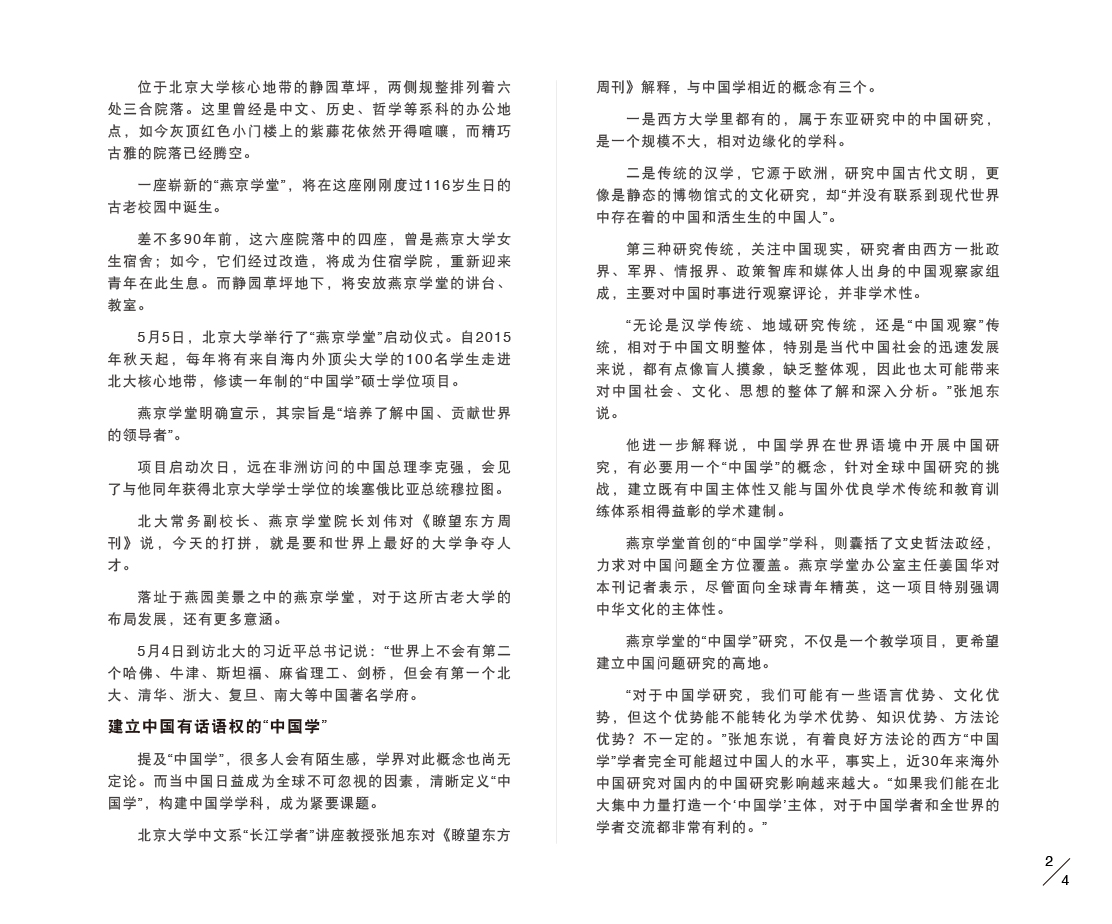 位于北京大学核心地带的静园草坪，两侧规整排列着六
处三合院落。这里曾经是中文、历史、哲学等系科的办公地
点，如今灰顶红色小门楼上的紫藤花依然开得喧嚷，而精巧
古雅的院落已经腾空。
一座崭新的“燕京学堂”，将在这座刚刚度过116岁生日的
古老校园中诞生。
差不多90年前，这六座院落中的四座，曾是燕京大学女
生宿舍；如今，它们经过改造，将成为住宿学院，重新迎来
青年在此生息。而静园草坪地下，将安放燕京学堂的讲台、
教室。
5月5日，北京大学举行了“燕京学堂”启动仪式。自2015
年秋天起，每年将有来自海内外顶尖大学的100名学生走进
北大核心地带，修读一年制的“中国学”硕士学位项目。
燕京学堂明确宣示，其宗旨是“培养了解中国、贡献世界
的领导者”。
项目启动次日，远在非洲访问的中国总理李克强，会见
了与他同年获得北京大学学士学位的埃塞俄比亚总统穆拉图。
北大常务副校长、燕京学堂院长刘伟对《瞭望东方周
刊》说，今天的打拼，就是要和世界上最好的大学争夺人
才。
落址于燕园美景之中的燕京学堂，对于这所古老大学的
布局发展，还有更多意涵。
5月4日到访北大的习近平总书记说：“世界上不会有第二
个哈佛、牛津、斯坦福、麻省理工、剑桥，但会有第一个北
大、清华、浙大、复旦、南大等中国著名学府。
建立中国有话语权的“中国学”
提及“中国学”，很多人会有陌生感，学界对此概念也尚无
定论。而当中国日益成为全球不可忽视的因素，清晰定义“中
国学”，构建中国学学科，成为紧要课题。
北京大学中文系“长江学者”讲座教授张旭东对《瞭望东方
周刊》解释，与中国学相近的概念有三个。
一是西方大学里都有的，属于东亚研究中的中国研究，
是一个规模不大，相对边缘化的学科。
二是传统的汉学，它源于欧洲，研究中国古代文明，更
像是静态的博物馆式的文化研究，却“并没有联系到现代世界
中存在着的中国和活生生的中国人”。
第三种研究传统，关注中国现实，研究者由西方一批政
界、军界、情报界、政策智库和媒体人出身的中国观察家组
成，主要对中国时事进行观察评论，并非学术性。
“无论是汉学传统、地域研究传统，还是“中国观察”传
统，相对于中国文明整体，特别是当代中国社会的迅速发展
来说，都有点像盲人摸象，缺乏整体观，因此也太可能带来
对中国社会、文化、思想的整体了解和深入分析。”张旭东
说。
他进一步解释说，中国学界在世界语境中开展中国研
究，有必要用一个“中国学”的概念，针对全球中国研究的挑
战，建立既有中国主体性又能与国外优良学术传统和教育训
练体系相得益彰的学术建制。
燕京学堂首创的“中国学”学科，则囊括了文史哲法政经，
力求对中国问题全方位覆盖。燕京学堂办公室主任姜国华对
本刊记者表示，尽管面向全球青年精英，这一项目特别强调
中华文化的主体性。
燕京学堂的“中国学”研究，不仅是一个教学项目，更希望
建立中国问题研究的高地。
“对于中国学研究，我们可能有一些语言优势、文化优
势，但这个优势能不能转化为学术优势、知识优势、方法论
优势？不一定的。”张旭东说，有着良好方法论的西方“中国
学”学者完全可能超过中国人的水平，事实上，近30年来海外
中国研究对国内的中国研究影响越来越大。“如果我们能在北
大集中力量打造一个‘中国学’主体，对于中国学者和全世界的
学者交流都非常有利的。”
2
4